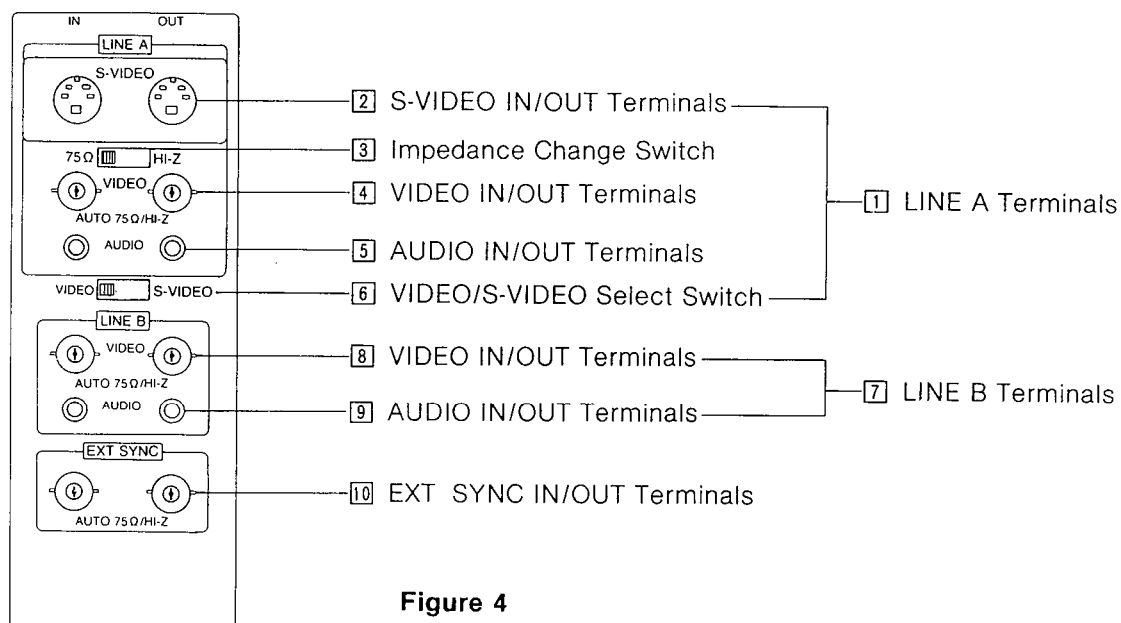 IN OUT
LINE A
S-VIDEO
2 S-VIDEO IN/OUT Terminals
75Ω HI-Z
3 Impedance Change Switch
VIDEO
4 VIDEO IN/OUT Terminals
1 LINE A Terminals
AUTO 75Ω/HI-Z
AUDIO
5 AUDIO IN/OUT Terminals
VIDEO S-VIDEO
6 VIDEO/S-VIDEO Select Switch
LINE B
VIDEO
8 VIDEO IN/OUT Terminals
AUTO 75Ω/HI-Z
7 LINE B Terminals
AUDIO
9 AUDIO IN/OUT Terminals
EXT SYNC
10 EXT SYNC IN/OUT Terminals
AUTO 75Ω/HI-Z
Figure 4